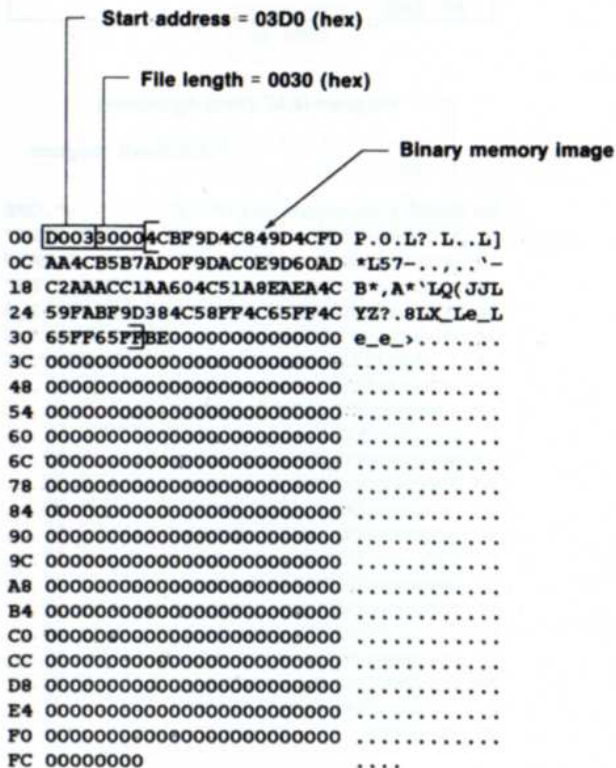 Start address = 03D0 (hex)
File length = 0030 (hex)
Binary memory image
00 D00330004CBF9D4C849D4CFD P.O.L?.L..L]
0C AA4CB5B7AD0F9DAC0E9D60AD *L57-..,..`-
18 C2AAACC1AA604C51A8EAEA4C B*,A*`LQ(JJL
24 59FABF9D384C58FF4C65FF4C YZ?.8LX_Le_L
30 65FF65FFBE00000000000000 e_e_>.......
3C 000000000000000000000000 ............
48 000000000000000000000000 ............
54 000000000000000000000000 ............
60 000000000000000000000000 ............
6C 000000000000000000000000 ............
78 000000000000000000000000 ............
84 000000000000000000000000 ............
90 000000000000000000000000 ............
9C 000000000000000000000000 ............
A8 000000000000000000000000 ............
B4 000000000000000000000000 ............
C0 000000000000000000000000 ............
CC 000000000000000000000000 ............
D8 000000000000000000000000 ............
E4 000000000000000000000000 ............
F0 000000000000000000000000 ............
FC 00000000 ....